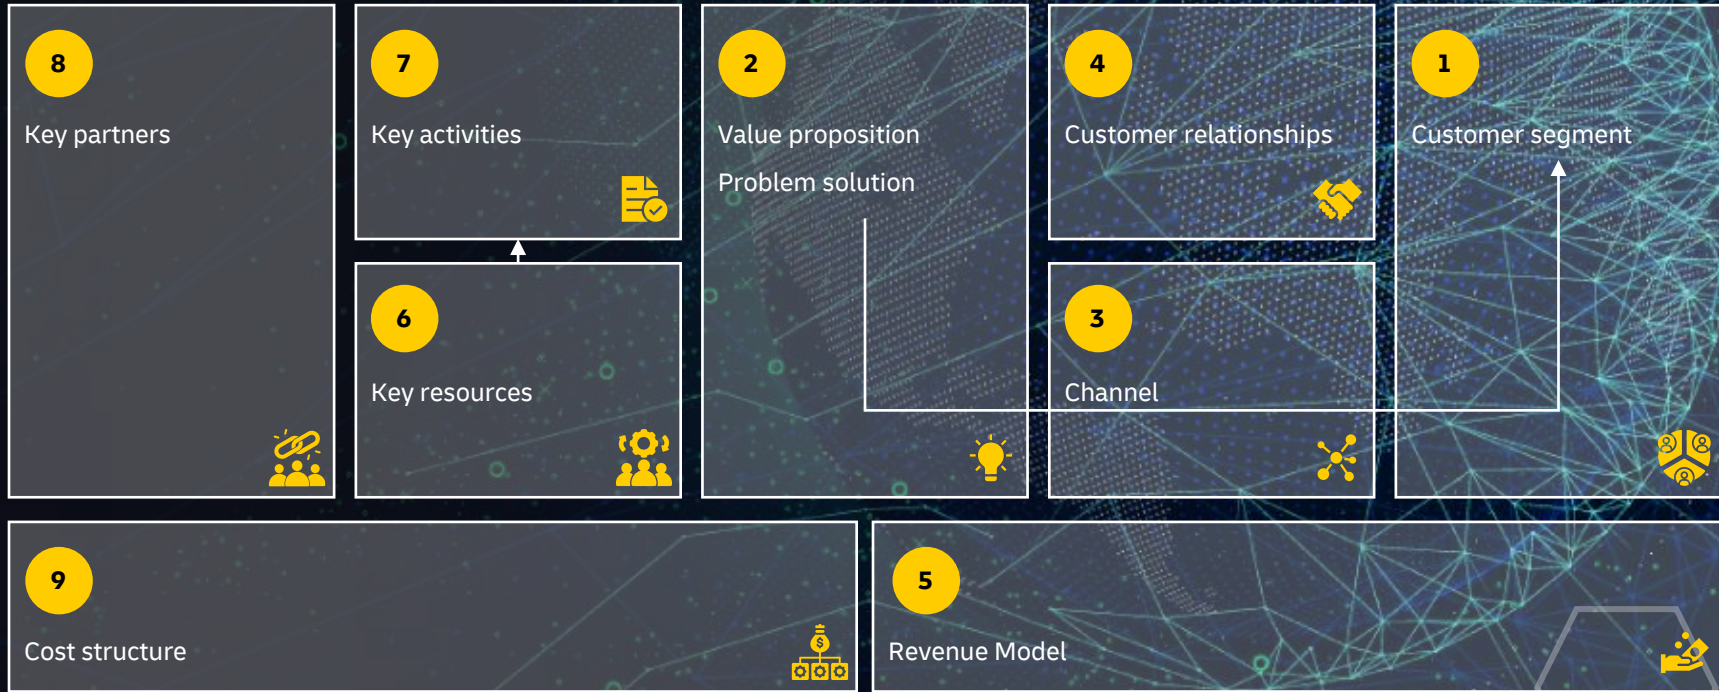 8
Key partners
7
Key activities
6
Key resources
2
Value proposition
Problem solution
4
Customer relationships
3
Channel
1
Customer segment
9
Cost structure
$
5
Revenue Model